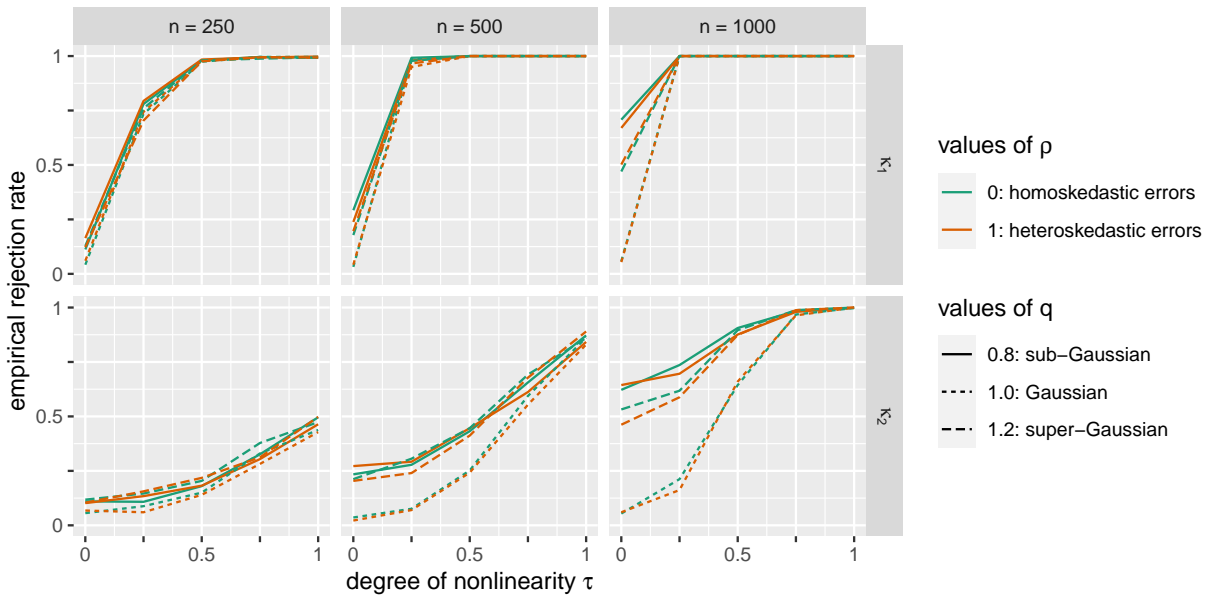 n = 250
n = 500
n = 1000
1
0.5
0
κ1
1
0.5
0
κ2
0 0.5 1
0 0.5 1
0 0.5 1
empirical rejection rate
degree of nonlinearity τ
values of ρ
0: homoskedastic errors
1: heteroskedastic errors
values of q
0.8: sub−Gaussian
1.0: Gaussian
1.2: super−Gaussian